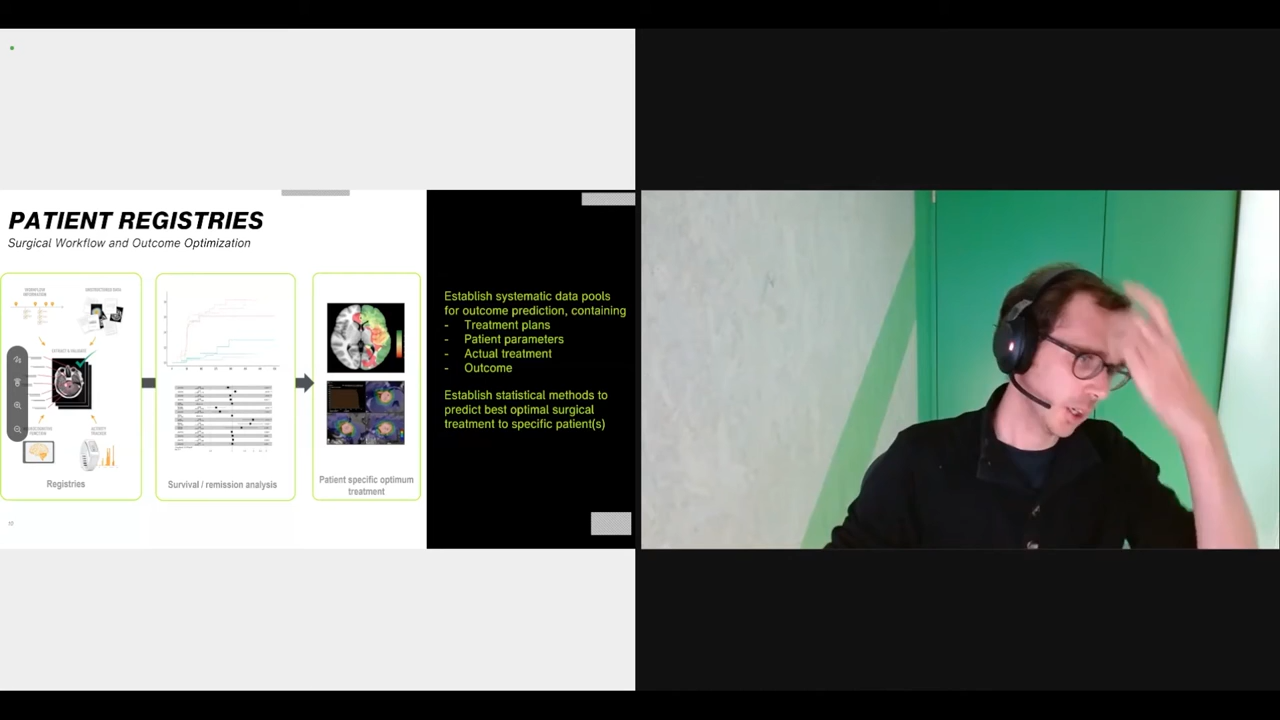 PATIENT REGISTRIES
Surgical Workflow and Outcome Optimization
WORKFLOW
INFORMATION
Registries
Survival / remission analysis
Patient specific optimum
treatment
Establish systematic data pools
for outcome prediction, containing
- Treatment plans
- Patient parameters
- Actual treatment
- Outcome
Establish statistical methods to
predict best optimal surgical
treatment to specific patient(s)